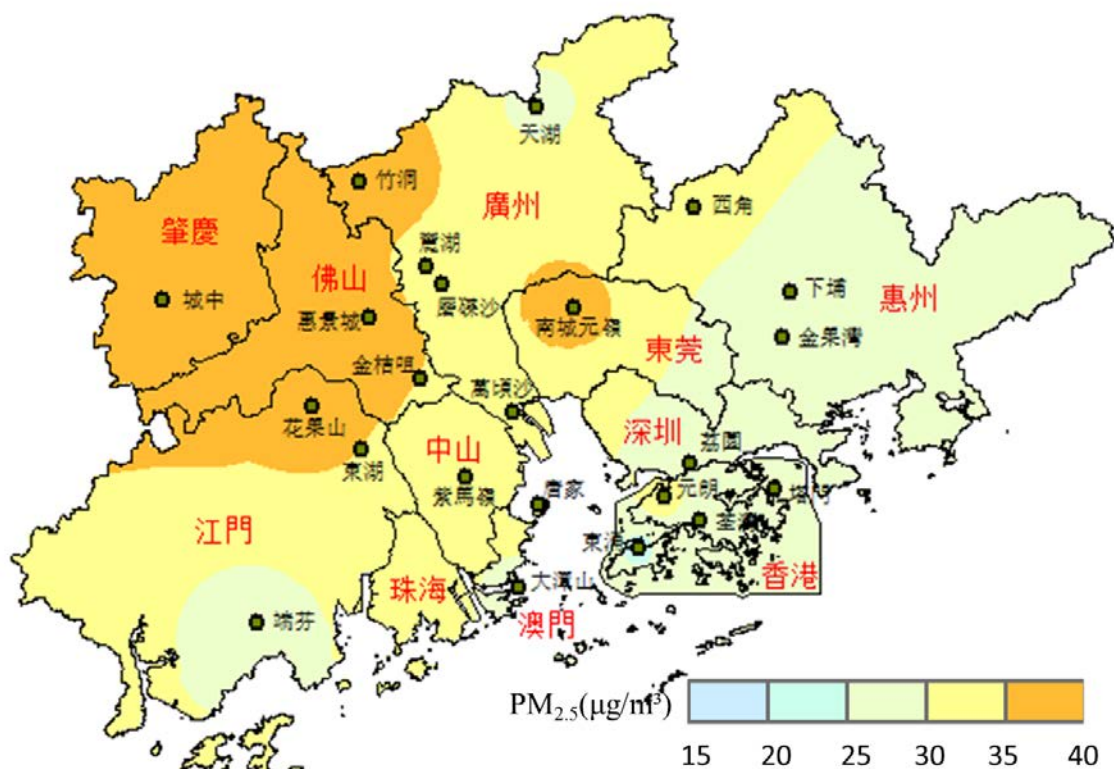 天湖
竹洞
廣州
西角
肇慶
麓湖
佛山
磨碟沙
下埔
惠州
城中
惠景城
南城元嶺
金果灣
東莞
金桔咀
萬頃沙
花果山
深圳
荔園
東湖
中山
紫馬嶺
元朗
塔門
唐家
荃灣
江門
東涌
珠海
大潭山
香港
端芬
澳門
PM2.5(μg/m³)
15 20 25 30 35 40